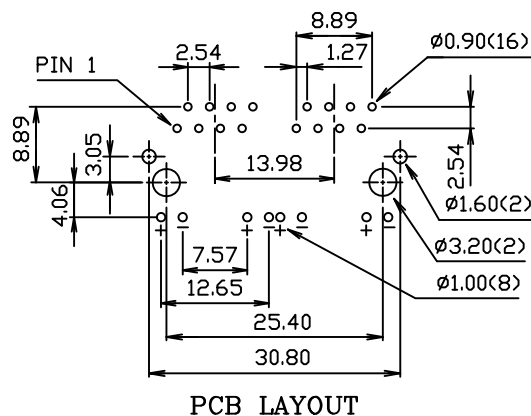 8.89
2.54
1.27
ø0.90(16)
PIN 1
8.89
3.05
4.06
13.98
2.54
ø1.60(2)
+ - + - + - + -
7.57
ø3.20(2)
12.65
ø1.00(8)
25.40
30.80
PCB LAYOUT